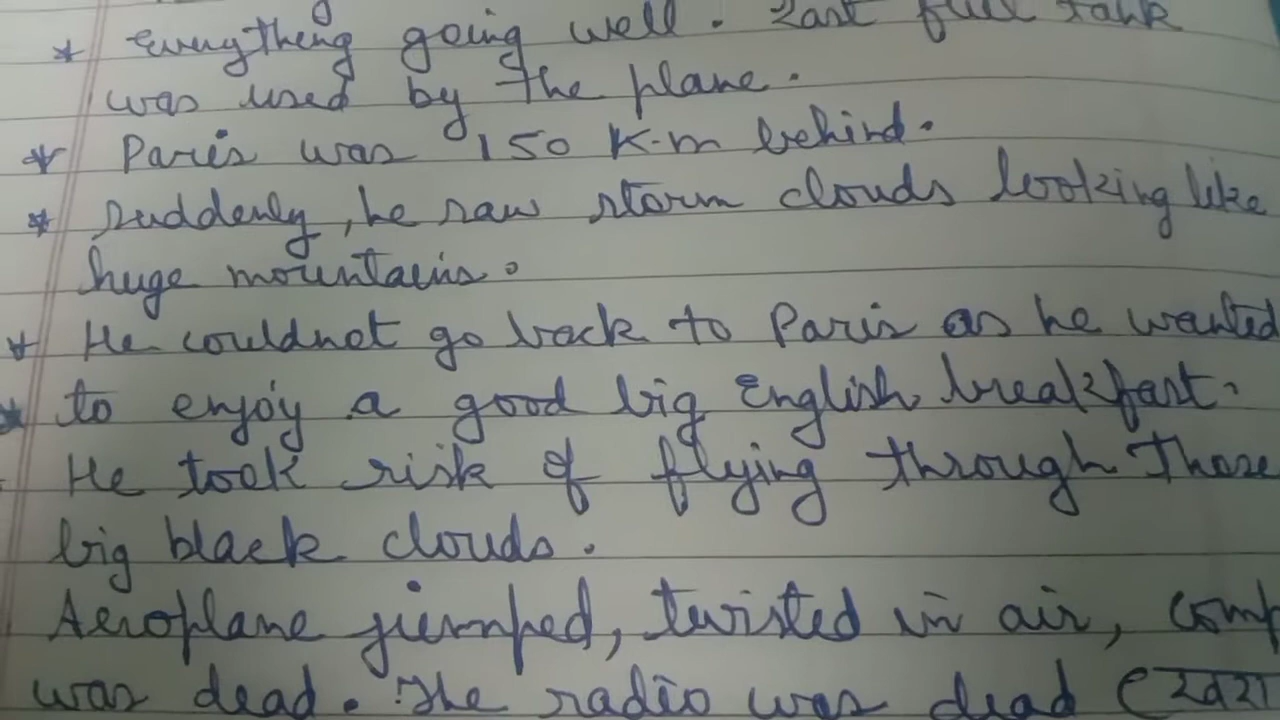 * Everything going well. Last fuel tank
was used by the plane.
* Paris was 150 K.m behind.
* Suddenly, he saw storm clouds looking like
huge mountains.
* He couldnot go back to Paris as he wanted
* to enjoy a good big English breakfast.
He took risk of flying through those
big black clouds.
Aeroplane jumped, twisted in air, comp
was dead. The radio was dead (